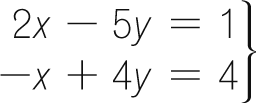 2x − 5y = 1
−x + 4y = 4